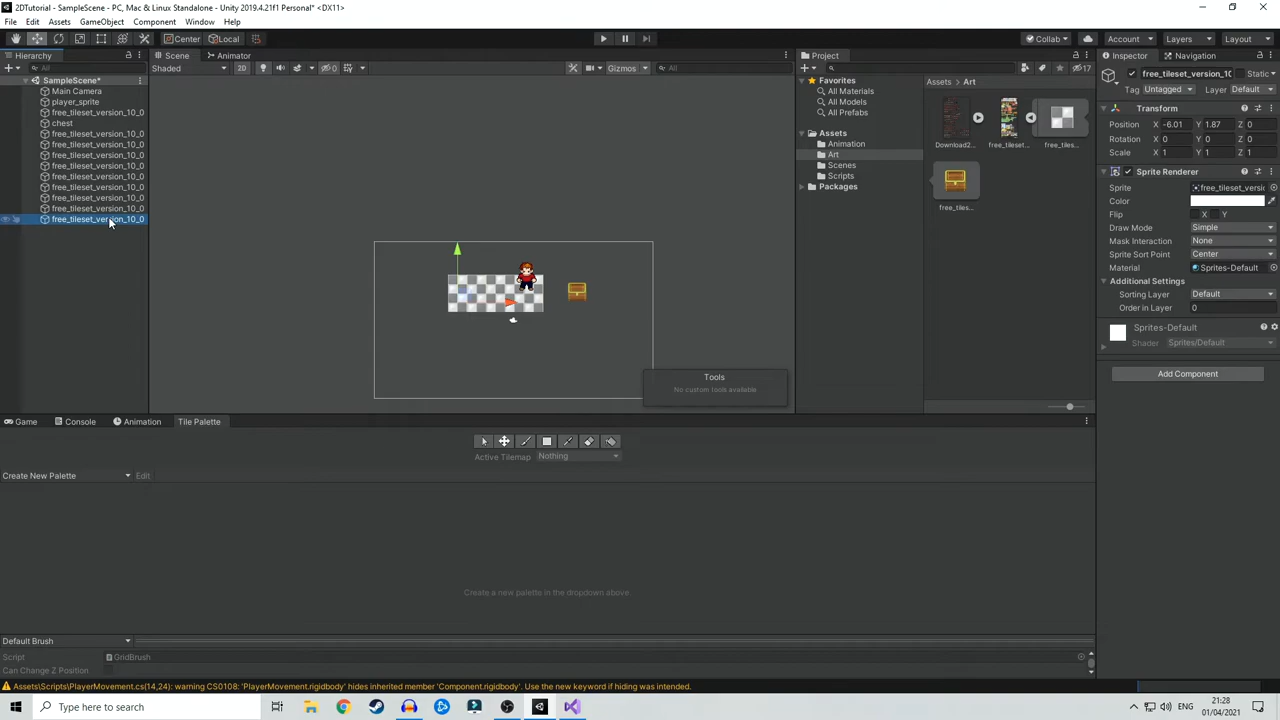 2DTutorial - SampleScene - PC, Mac & Linux Standalone - Unity 2019.4.21f1 Personal* <DX11>
File Edit Assets GameObject Component Window Help
Center Local Collab Account Layers Layout
Hierarchy Scene Animator Project Inspector Navigation
All Shaded 2D Gizmos All 17
SampleScene*
Main Camera
player_sprite
free_tileset_version_10_0
chest
free_tileset_version_10_0
free_tileset_version_10_0
free_tileset_version_10_0
free_tileset_version_10_0
free_tileset_version_10_0
free_tileset_version_10_0
free_tileset_version_10_0
free_tileset_version_10_0
free_tileset_version_10_0
Tools
No custom tools available
Favorites
All Materials
All Models
All Prefabs
Assets
Animation
Art
Scenes
Scripts
Packages
Assets Art
Download2... free_tileset... free_tiles...
free_tiles...
free_tileset_version_10 Static
Tag Untagged Layer Default
Transform
Position X -6.01 Y 1.87 Z 0
Rotation X 0 Y 0 Z 0
Scale X 1 Y 1 Z 1
Sprite Renderer
Sprite free_tileset_versi
Color
Flip X Y
Draw Mode Simple
Mask Interaction None
Sprite Sort Point Center
Material Sprites-Default
Additional Settings
Sorting Layer Default
Order in Layer 0
Sprites-Default
Shader Sprites/Default
Add Component
Game Console Animation Tile Palette
Active Tilemap Nothing
Create New Palette Edit
Create a new palette in the dropdown above
Default Brush
Script GridBrush
Can Change Z Position
Assets\Scripts\PlayerMovement.cs(14,24): warning CS0108: 'PlayerMovement.rigidbody' hides inherited member 'Component.rigidbody'. Use the new keyword if hiding was intended.
Type here to search
ENG 21:28
01/04/2021